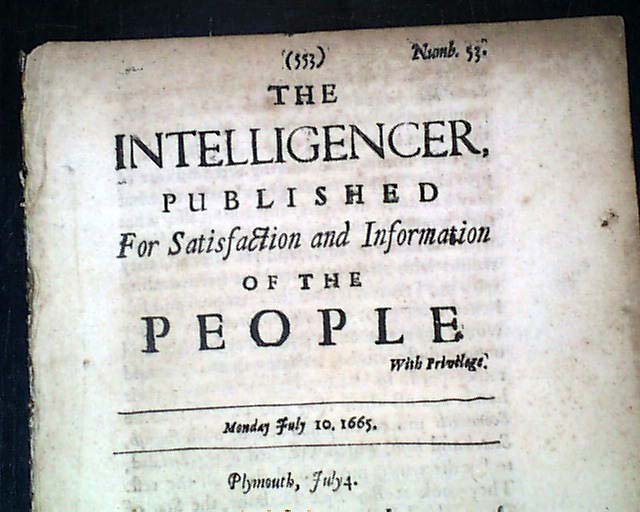 (553) Numb. 53.
THE
INTELLIGENCER,
PUBLISHED
For Satisfaction and Information
OF THE
PEOPLE
With Privilege.
Monday July 10. 1665.
Plymouth, July 4.